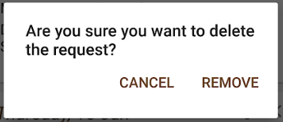 Are you sure you want to delete
the request?
CANCEL REMOVE